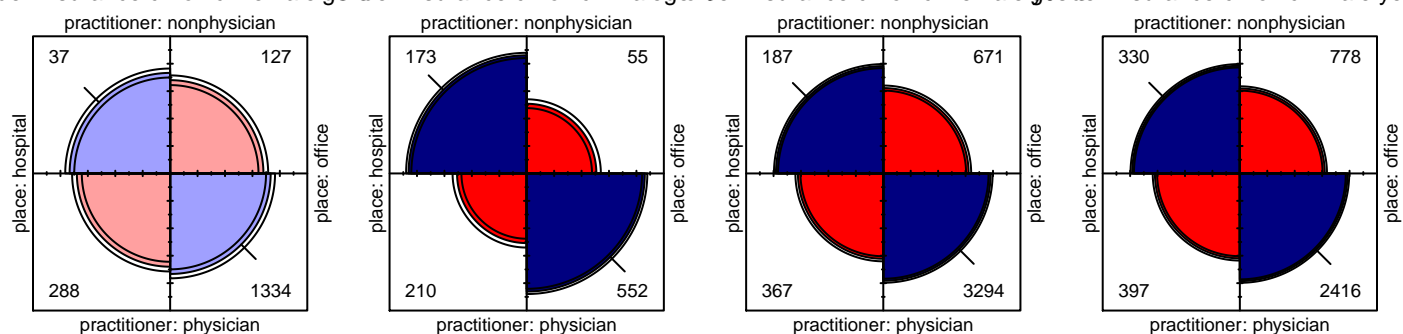 practitioner: nonphysician
37 127
place: hospital
place: office
288 1334
practitioner: physician
practitioner: nonphysician
173 55
place: hospital
place: office
210 552
practitioner: physician
practitioner: nonphysician
187 671
place: hospital
place: office
367 3294
practitioner: physician
practitioner: nonphysician
330 778
place: hospital
place: office
397 2416
practitioner: physician